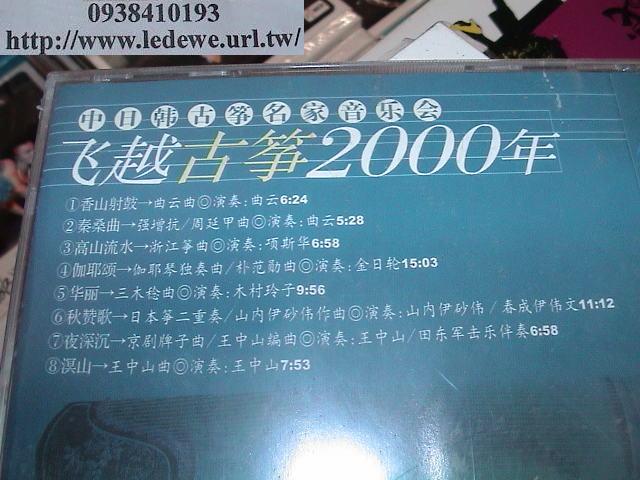 0938410193
http://www.ledewe.url.tw/
中日韩古筝名家音乐会
飞越古筝2000年
①香山射鼓→曲云曲◎演奏:曲云6:24
②秦桑曲→强增抗/周延甲曲◎演奏:曲云5:28
③高山流水→浙江筝曲◎演奏:项斯华6:58
④伽耶颂→伽耶琴独奏曲/朴范勋曲◎演奏:金日轮15:03
⑤华丽→三木稔曲◎演奏:木村玲子9:56
⑥秋赞歌→日本筝二重奏/山内伊砂伟作曲◎演奏:山内伊砂伟/春成伊伟文11:12
⑦夜深沉→京剧牌子曲/王中山编曲◎演奏:王中山/田东军击乐伴奏6:58
⑧溟山→王中山曲◎演奏:王中山7:53